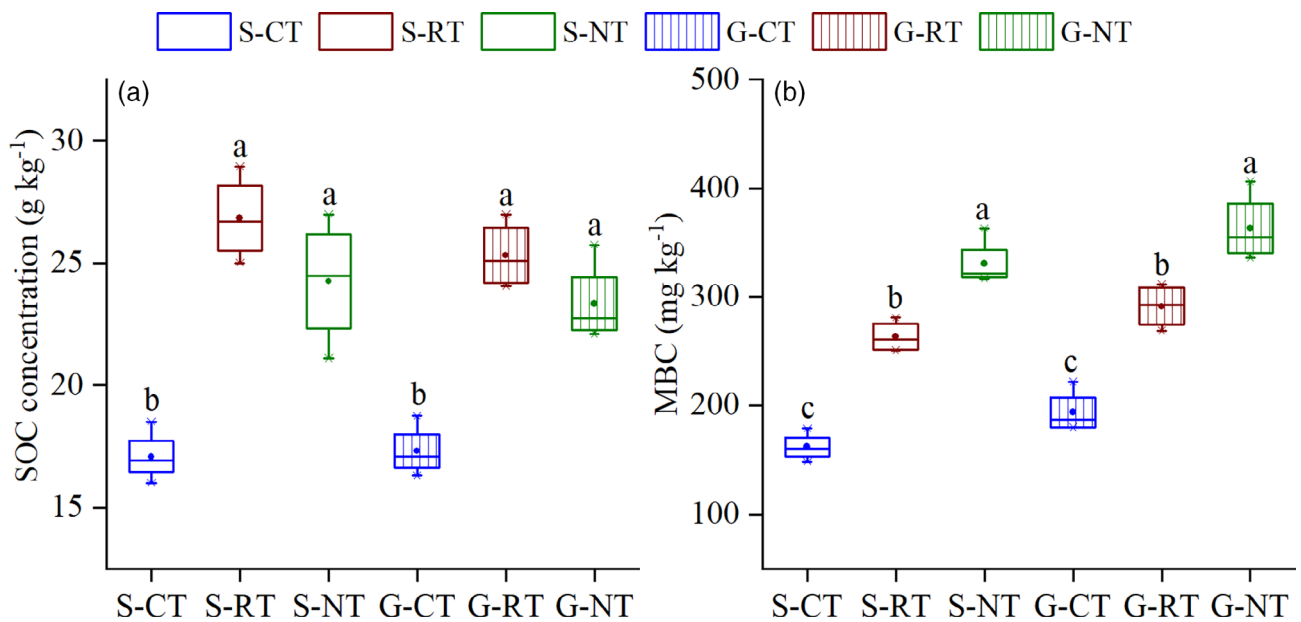 S-CT S-RT S-NT G-CT G-RT G-NT
(a)
SOC concentration (g kg⁻¹)
30
25
20
15
b
a
a
b
a
a
S-CT S-RT S-NT G-CT G-RT G-NT
(b)
MBC (mg kg⁻¹)
500
400
300
200
100
c
b
a
c
b
a
S-CT S-RT S-NT G-CT G-RT G-NT